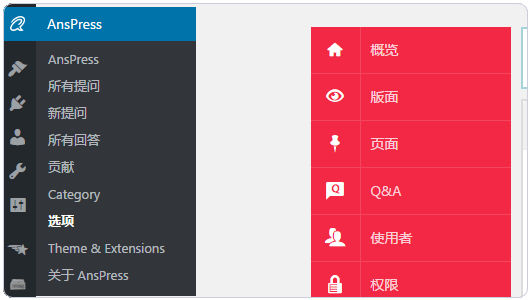 AnsPress
AnsPress
所有提问
新提问
所有回答
贡献
Category
选项
Theme & Extensions
关于 AnsPress
概览
版面
页面
Q&A
使用者
权限